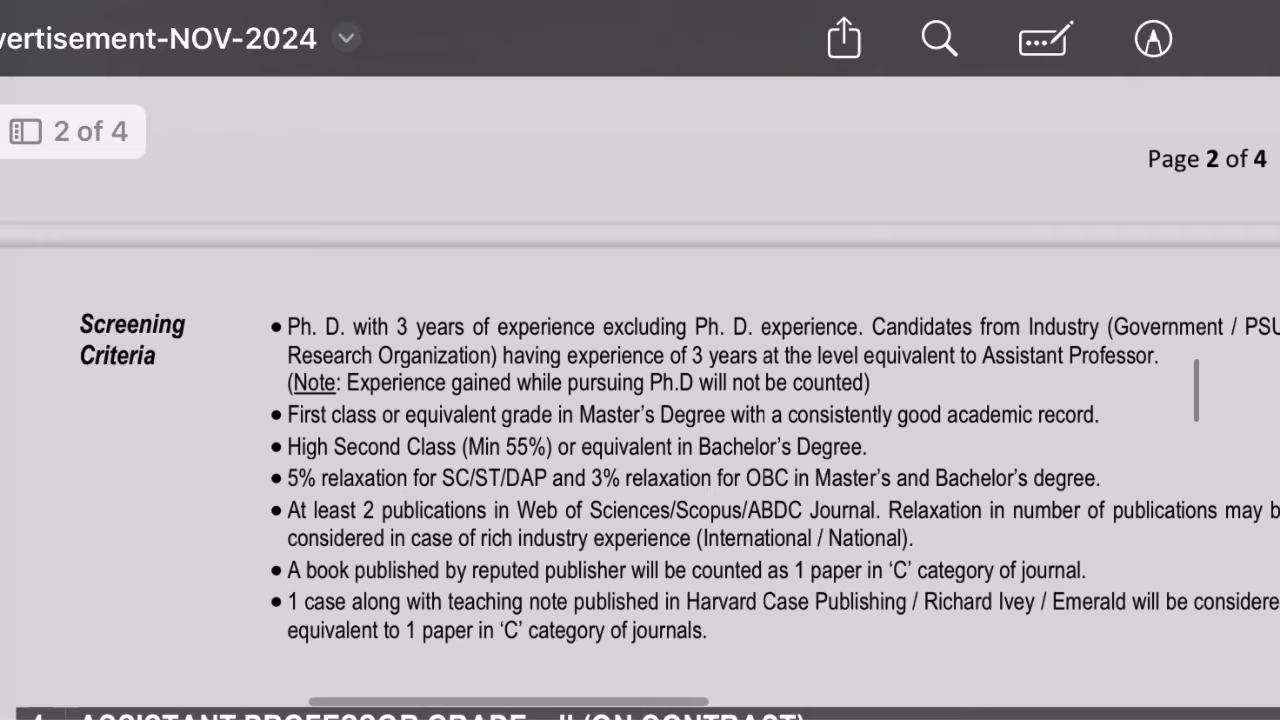 vertisement-NOV-2024
2 of 4
Page 2 of 4
Screening
Criteria
● Ph. D. with 3 years of experience excluding Ph. D. experience. Candidates from Industry (Government / PSU
Research Organization) having experience of 3 years at the level equivalent to Assistant Professor.
(Note: Experience gained while pursuing Ph.D will not be counted)
● First class or equivalent grade in Master's Degree with a consistently good academic record.
● High Second Class (Min 55%) or equivalent in Bachelor's Degree.
● 5% relaxation for SC/ST/DAP and 3% relaxation for OBC in Master's and Bachelor's degree.
● At least 2 publications in Web of Sciences/Scopus/ABDC Journal. Relaxation in number of publications may b
considered in case of rich industry experience (International / National).
● A book published by reputed publisher will be counted as 1 paper in 'C' category of journal.
● 1 case along with teaching note published in Harvard Case Publishing / Richard Ivey / Emerald will be considere
equivalent to 1 paper in 'C' category of journals.
ASSISTANT PROFESSOR GRADE – II (ON CONTRACT)